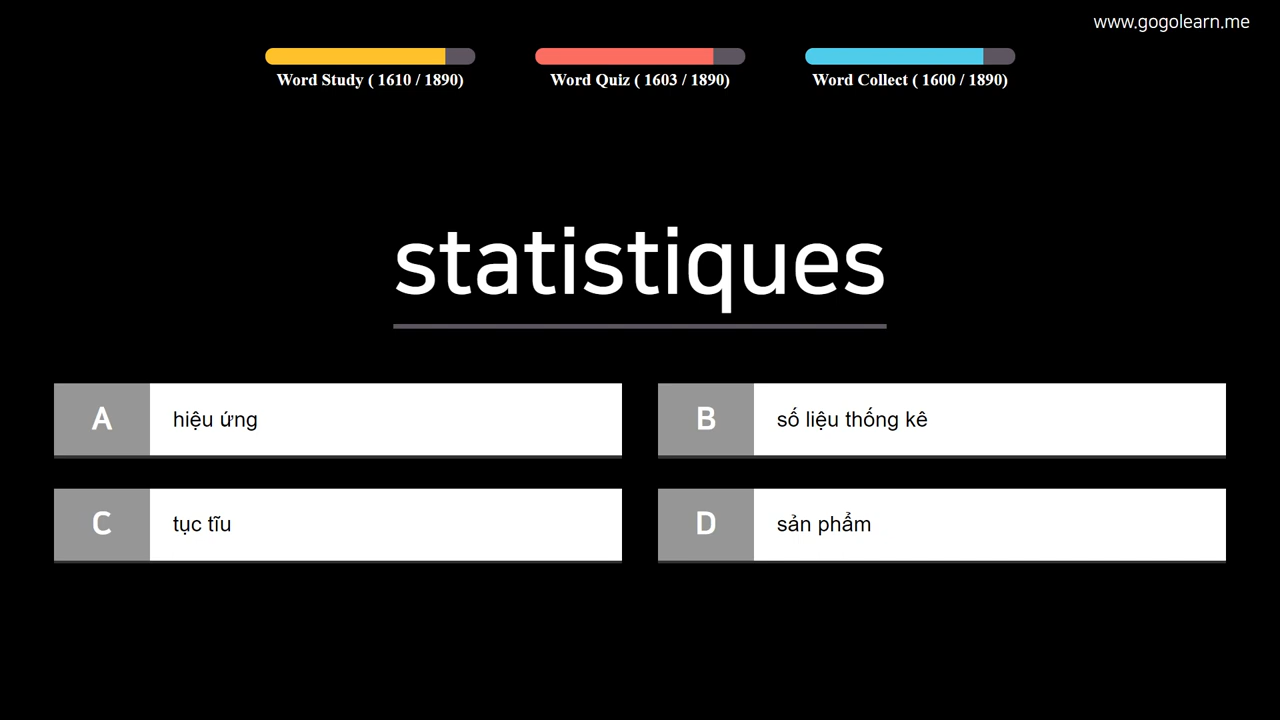 www.gogolearn.me
Word Study ( 1610 / 1890)
Word Quiz ( 1603 / 1890)
Word Collect ( 1600 / 1890)
statistiques
A hiệu ứng
B số liệu thống kê
C tục tĩu
D sản phẩm